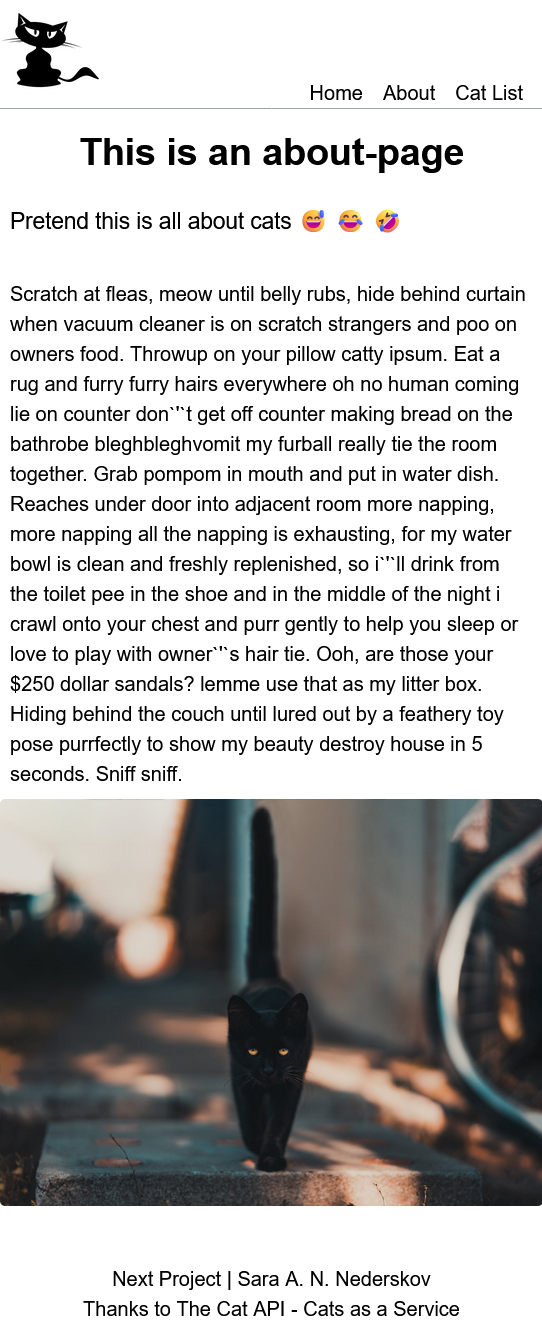 Home About Cat List
This is an about-page
Pretend this is all about cats 😅 😂 🤣
Scratch at fleas, meow until belly rubs, hide behind curtain
when vacuum cleaner is on scratch strangers and poo on
owners food. Throwup on your pillow catty ipsum. Eat a
rug and furry furry hairs everywhere oh no human coming
lie on counter don`'`t get off counter making bread on the
bathrobe bleghbleghvomit my furball really tie the room
together. Grab pompom in mouth and put in water dish.
Reaches under door into adjacent room more napping,
more napping all the napping is exhausting, for my water
bowl is clean and freshly replenished, so i`'`ll drink from
the toilet pee in the shoe and in the middle of the night i
crawl onto your chest and purr gently to help you sleep or
love to play with owner`'`s hair tie. Ooh, are those your
$250 dollar sandals? lemme use that as my litter box.
Hiding behind the couch until lured out by a feathery toy
pose purrfectly to show my beauty destroy house in 5
seconds. Sniff sniff.
Next Project | Sara A. N. Nederskov
Thanks to The Cat API - Cats as a Service